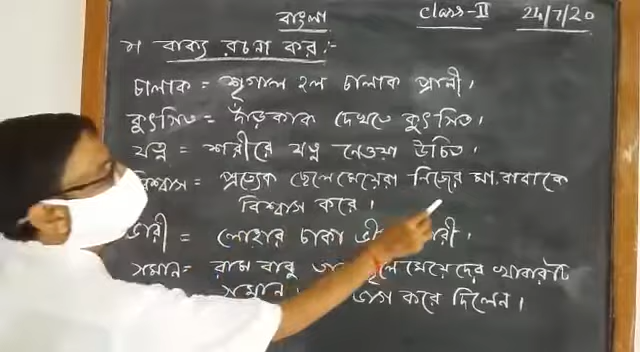 বাংলা Class-II 24/7/20
বাক্য রচনা কর:-
চালাক = শৃগাল হল চালাক প্রানী।
কুৎসিত = দাঁড়কাক দেখতে কুৎসিত।
যত্ন = শরীরে যত্ন নেওয়া উচিত।
বিশ্বাস = প্রত্যেক ছেলেমেয়েরা নিজের মা.বাবাকে
বিশ্বাস করে।
ভারী = লোহার চাকা
সমান = রাম বাবু ছেলেমেয়েদের খাবারটি
সমান ভাগ করে দিলেন।